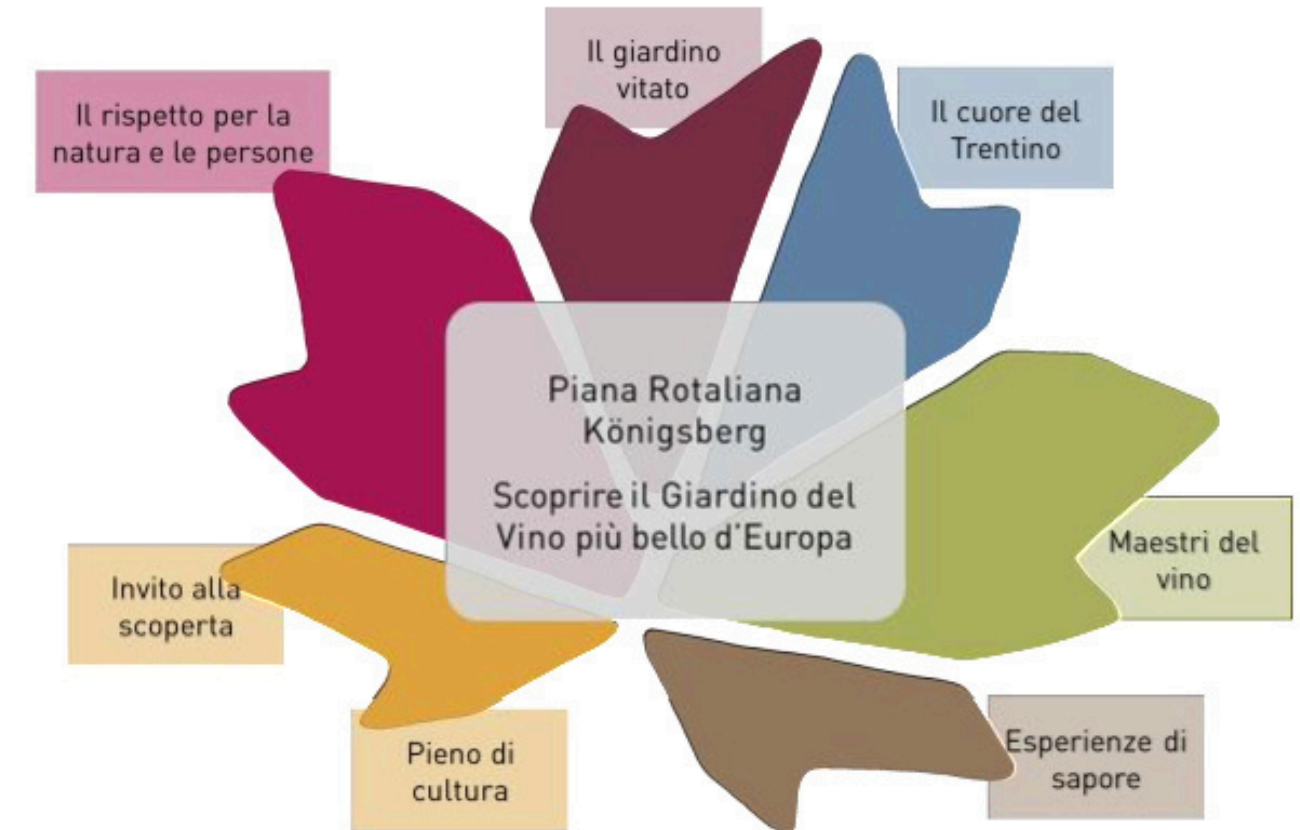 Il giardino
vitato
Il rispetto per la
natura e le persone
Il cuore del
Trentino
Piana Rotaliana
Königsberg
Scoprire il Giardino del
Vino più bello d'Europa
Maestri del
vino
Invito alla
scoperta
Esperienze di
sapore
Pieno di
cultura